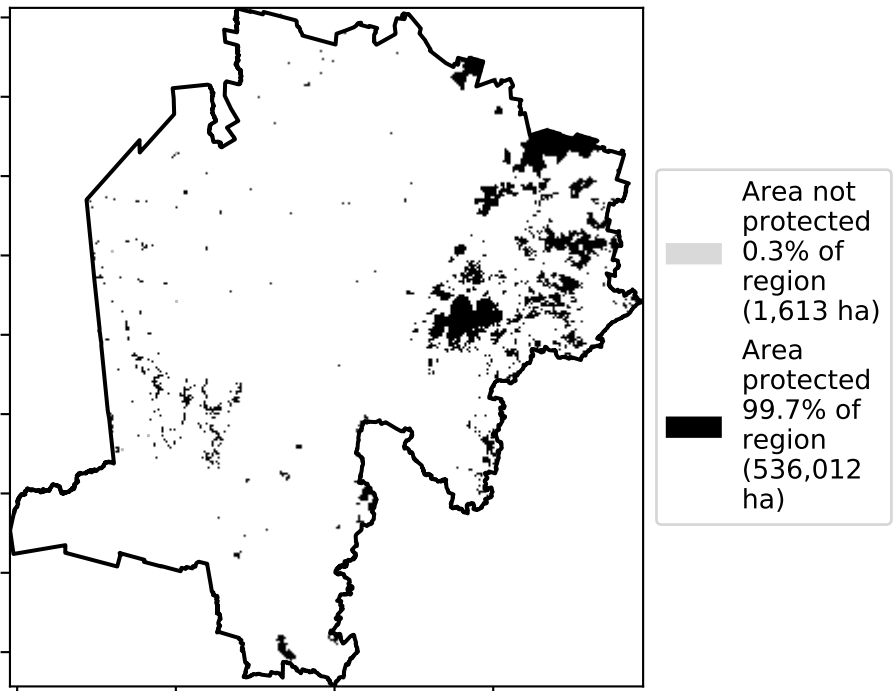 Area not
protected
0.3% of
region
(1,613 ha)
Area
protected
99.7% of
region
(536,012
ha)